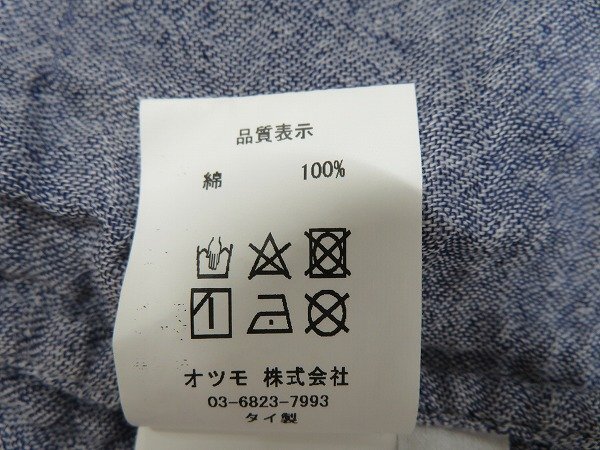 品質表示
綿 100%
オツモ 株式会社
03-6823-7993
タイ製